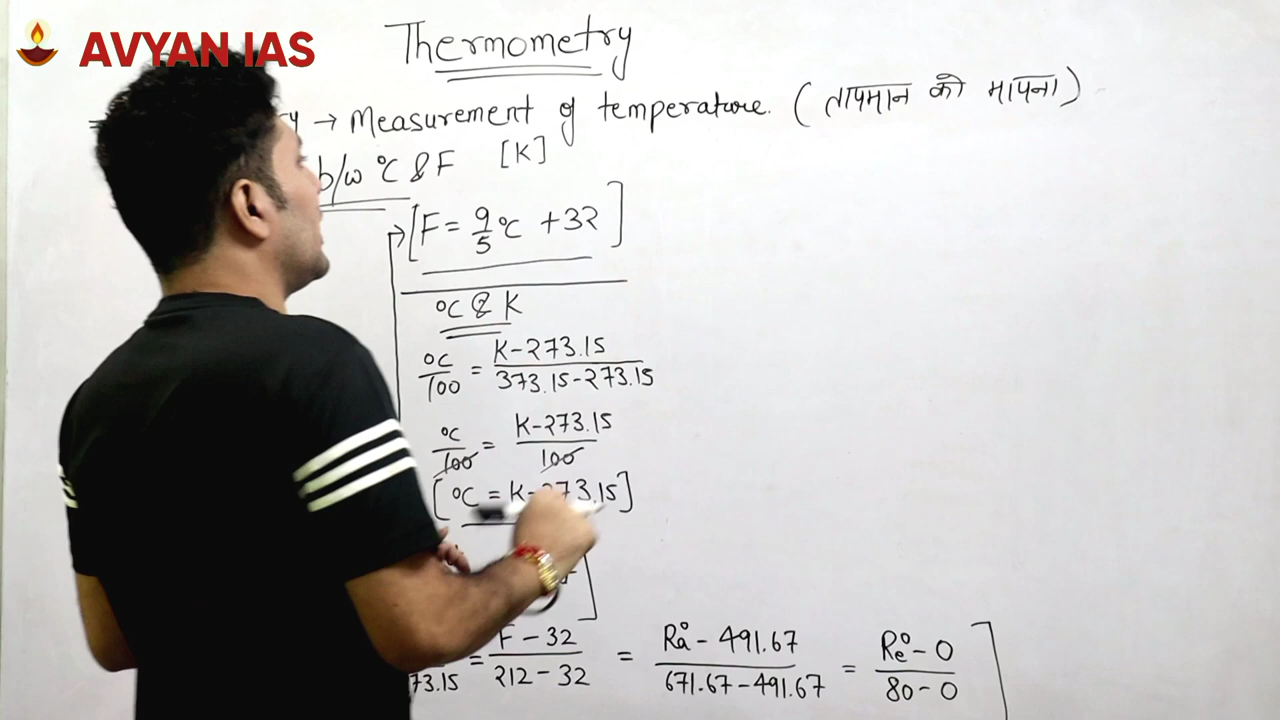 AVYAN IAS
Thermometry
→ Measurement of temperature. (तापमान को मापना)
b/w °C & F [K]
[F = 9/5 °C + 32]
°C & K
°C/100 = K-273.15/373.15-273.15
°C/100 = K-273.15/100
[°C = K-273.15]
= F - 32/212 - 32 = Ra° - 491.67/671.67 - 491.67 = Re° - 0/80 - 0]
73.15